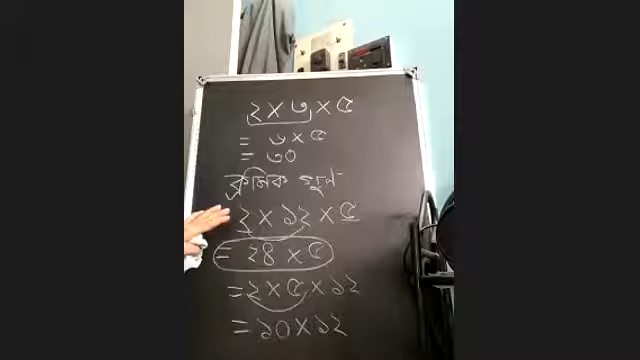 ২ × ৩ × ৫
= ৬ × ৫
= ৩০
ক্রমিক গুণ
২ × ১২ × ৫
= ২৪ × ৫
= ২ × ৫ × ১২
= ১০ × ১২